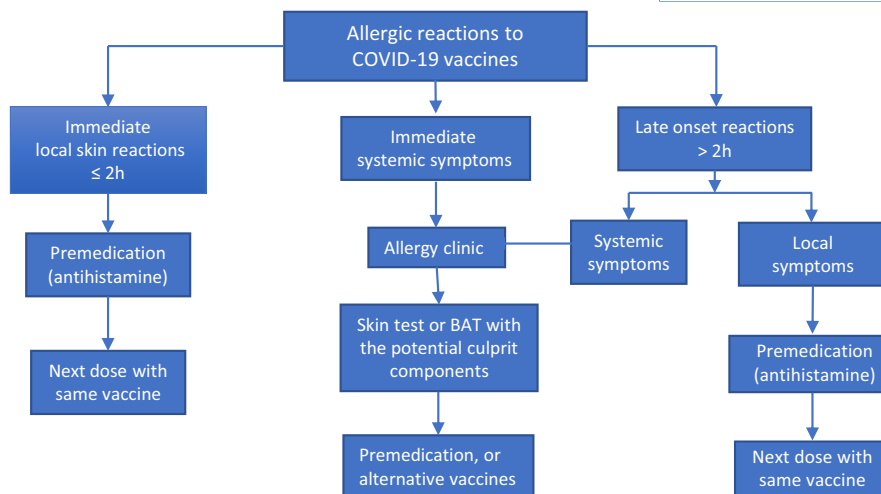 Allergic reactions to
COVID-19 vaccines
Immediate
local skin reactions
≤ 2h
Immediate
systemic symptoms
Late onset reactions
> 2h
Premedication
(antihistamine)
Allergy clinic
Systemic
symptoms
Local
symptoms
Next dose with
same vaccine
Skin test or BAT with
the potential culprit
components
Premedication
(antihistamine)
Premedication, or
alternative vaccines
Next dose with
same vaccine